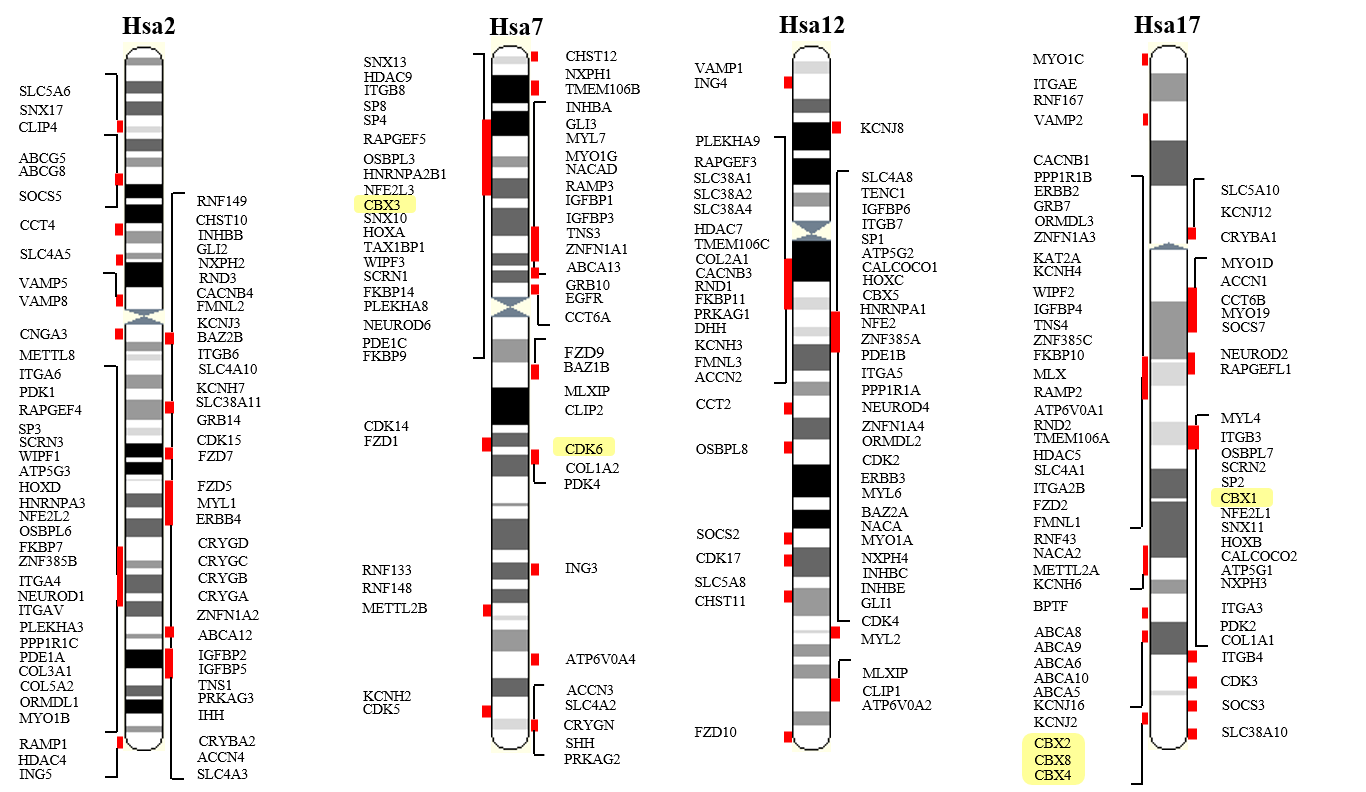 Hsa2
SLC5A6
SNX17
CLIP4
ABCG5
ABCG8
SOCS5
CCT4
SLC4A5
VAMP5
VAMP8
CNGA3
METTL8
ITGA6
PDK1
RAPGEF4
SP3
SCRN3
WIPF1
ATP5G3
HOXD
HNRNPA3
NFE2L2
OSBPL6
FKBP7
ZNF385B
ITGA4
NEUROD1
ITGAV
PLEKHA3
PPP1R1C
PDE1A
COL3A1
COL5A2
ORMDL1
MYO1B
RAMP1
HDAC4
ING5
RNF149
CHST10
INHBB
GLI2
NXPH2
RND3
CACNB4
FMNL2
KCNJ3
BAZ2B
ITGB6
SLC4A10
KCNH7
SLC38A11
GRB14
CDK15
FZD7
FZD5
MYL1
ERBB4
CRYGD
CRYGC
CRYGB
CRYGA
ZNFN1A2
ABCA12
IGFBP2
IGFBP5
TNS1
PRKAG3
IHH
CRYBA2
ACCN4
SLC4A3
Hsa7
SNX13
HDAC9
ITGB8
SP8
SP4
RAPGEF5
OSBPL3
HNRNPA2B1
NFE2L3
CBX3
SNX10
HOXA
TAX1BP1
WIPF3
SCRN1
FKBP14
PLEKHA8
NEUROD6
PDE1C
FKBP9
CDK14
FZD1
RNF133
RNF148
METTL2B
KCNH2
CDK5
CHST12
NXPH1
TMEM106B
INHBA
GLI3
MYL7
MYO1G
NACAD
RAMP3
IGFBP1
IGFBP3
TNS3
ZNFN1A1
ABCA13
GRB10
EGFR
CCT6A
FZD9
BAZ1B
MLXIP
CLIP2
CDK6
COL1A2
PDK4
ING3
ATP6V0A4
ACCN3
SLC4A2
CRYGN
SHH
PRKAG2
Hsa12
VAMP1
ING4
PLEKHA9
RAPGEF3
SLC38A1
SLC38A2
SLC38A4
HDAC7
TMEM106C
COL2A1
CACNB3
RND1
FKBP11
PRKAG1
DHH
KCNH3
FMNL3
ACCN2
CCT2
OSBPL8
SOCS2
CDK17
SLC5A8
CHST11
FZD10
KCNJ8
SLC4A8
TENC1
IGFBP6
ITGB7
SP1
ATP5G2
CALCOCO1
HOXC
CBX5
HNRNPA1
NFE2
ZNF385A
PDE1B
ITGA5
PPP1R1A
NEUROD4
ZNFN1A4
ORMDL2
CDK2
ERBB3
MYL6
BAZ2A
NACA
MYO1A
NXPH4
INHBC
INHBE
GLI1
CDK4
MYL2
MLXIP
CLIP1
ATP6V0A2
Hsa17
MYO1C
ITGAE
RNF167
VAMP2
CACNB1
PPP1R1B
ERBB2
GRB7
ORMDL3
ZNFN1A3
KAT2A
KCNH4
WIPF2
IGFBP4
TNS4
ZNF385C
FKBP10
MLX
RAMP2
ATP6V0A1
RND2
TMEM106A
HDAC5
SLC4A1
ITGA2B
FZD2
FMNL1
RNF43
NACA2
METTL2A
KCNH6
BPTF
ABCA8
ABCA9
ABCA6
ABCA10
ABCA5
KCNJ16
KCNJ2
CBX2
CBX8
CBX4
SLC5A10
KCNJ12
CRYBA1
MYO1D
ACCN1
CCT6B
MYO19
SOCS7
NEUROD2
RAPGEFL1
MYL4
ITGB3
OSBPL7
SCRN2
SP2
CBX1
NFE2L1
SNX11
HOXB
CALCOCO2
ATP5G1
NXPH3
ITGA3
PDK2
COL1A1
ITGB4
CDK3
SOCS3
SLC38A10